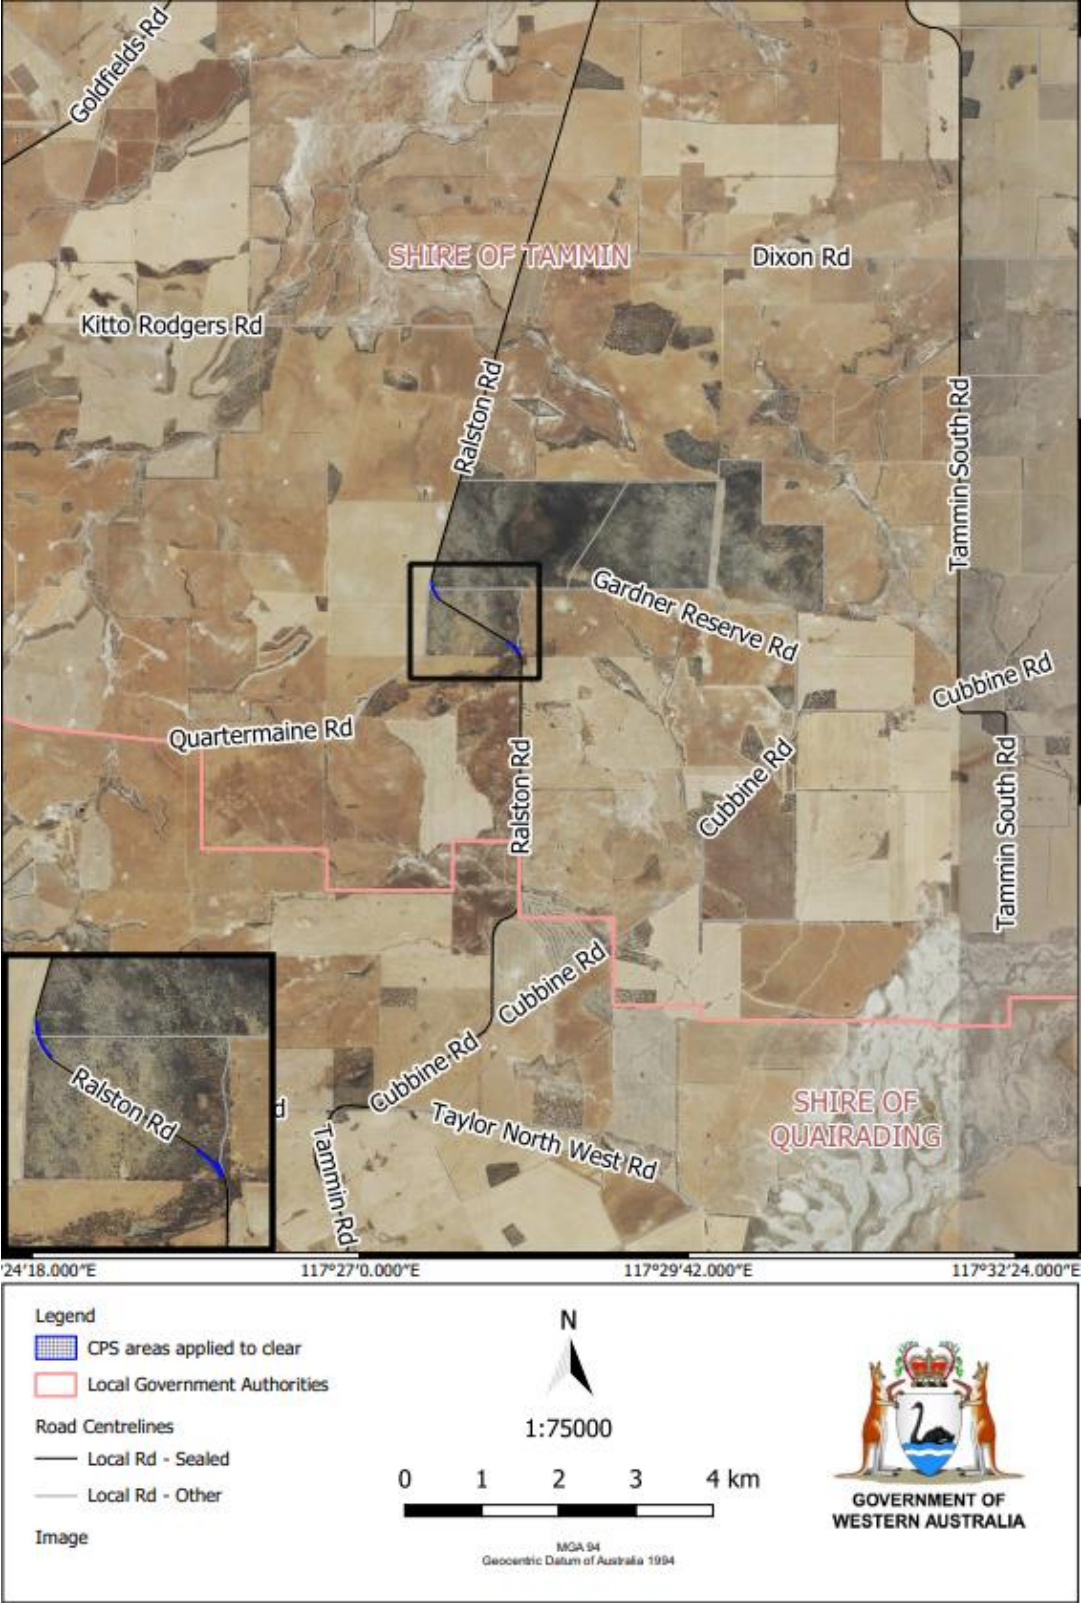 Goldfields Rd
SHIRE OF TAMMIN
Dixon Rd
Kitto Rodgers Rd
Ralston Rd
Tammin South Rd
Gardner Reserve Rd
Cubbine Rd
Quartermaine Rd
Ralston Rd
Cubbine Rd
Tammin South Rd
Cubbine Rd
Ralston Rd
Cubbine Rd
d
Taylor North West Rd
SHIRE OF
QUAIRADING
Tammin Rd
°24'18.000"E
117°27'0.000"E
117°29'42.000"E
117°32'24.000"E
Legend
CPS areas applied to clear
Local Government Authorities
Road Centrelines
Local Rd - Sealed
Local Rd - Other
Image
N
1:75000
0 1 2 3 4 km
MGA 94
Geocentric Datum of Australia 1994
GOVERNMENT OF
WESTERN AUSTRALIA